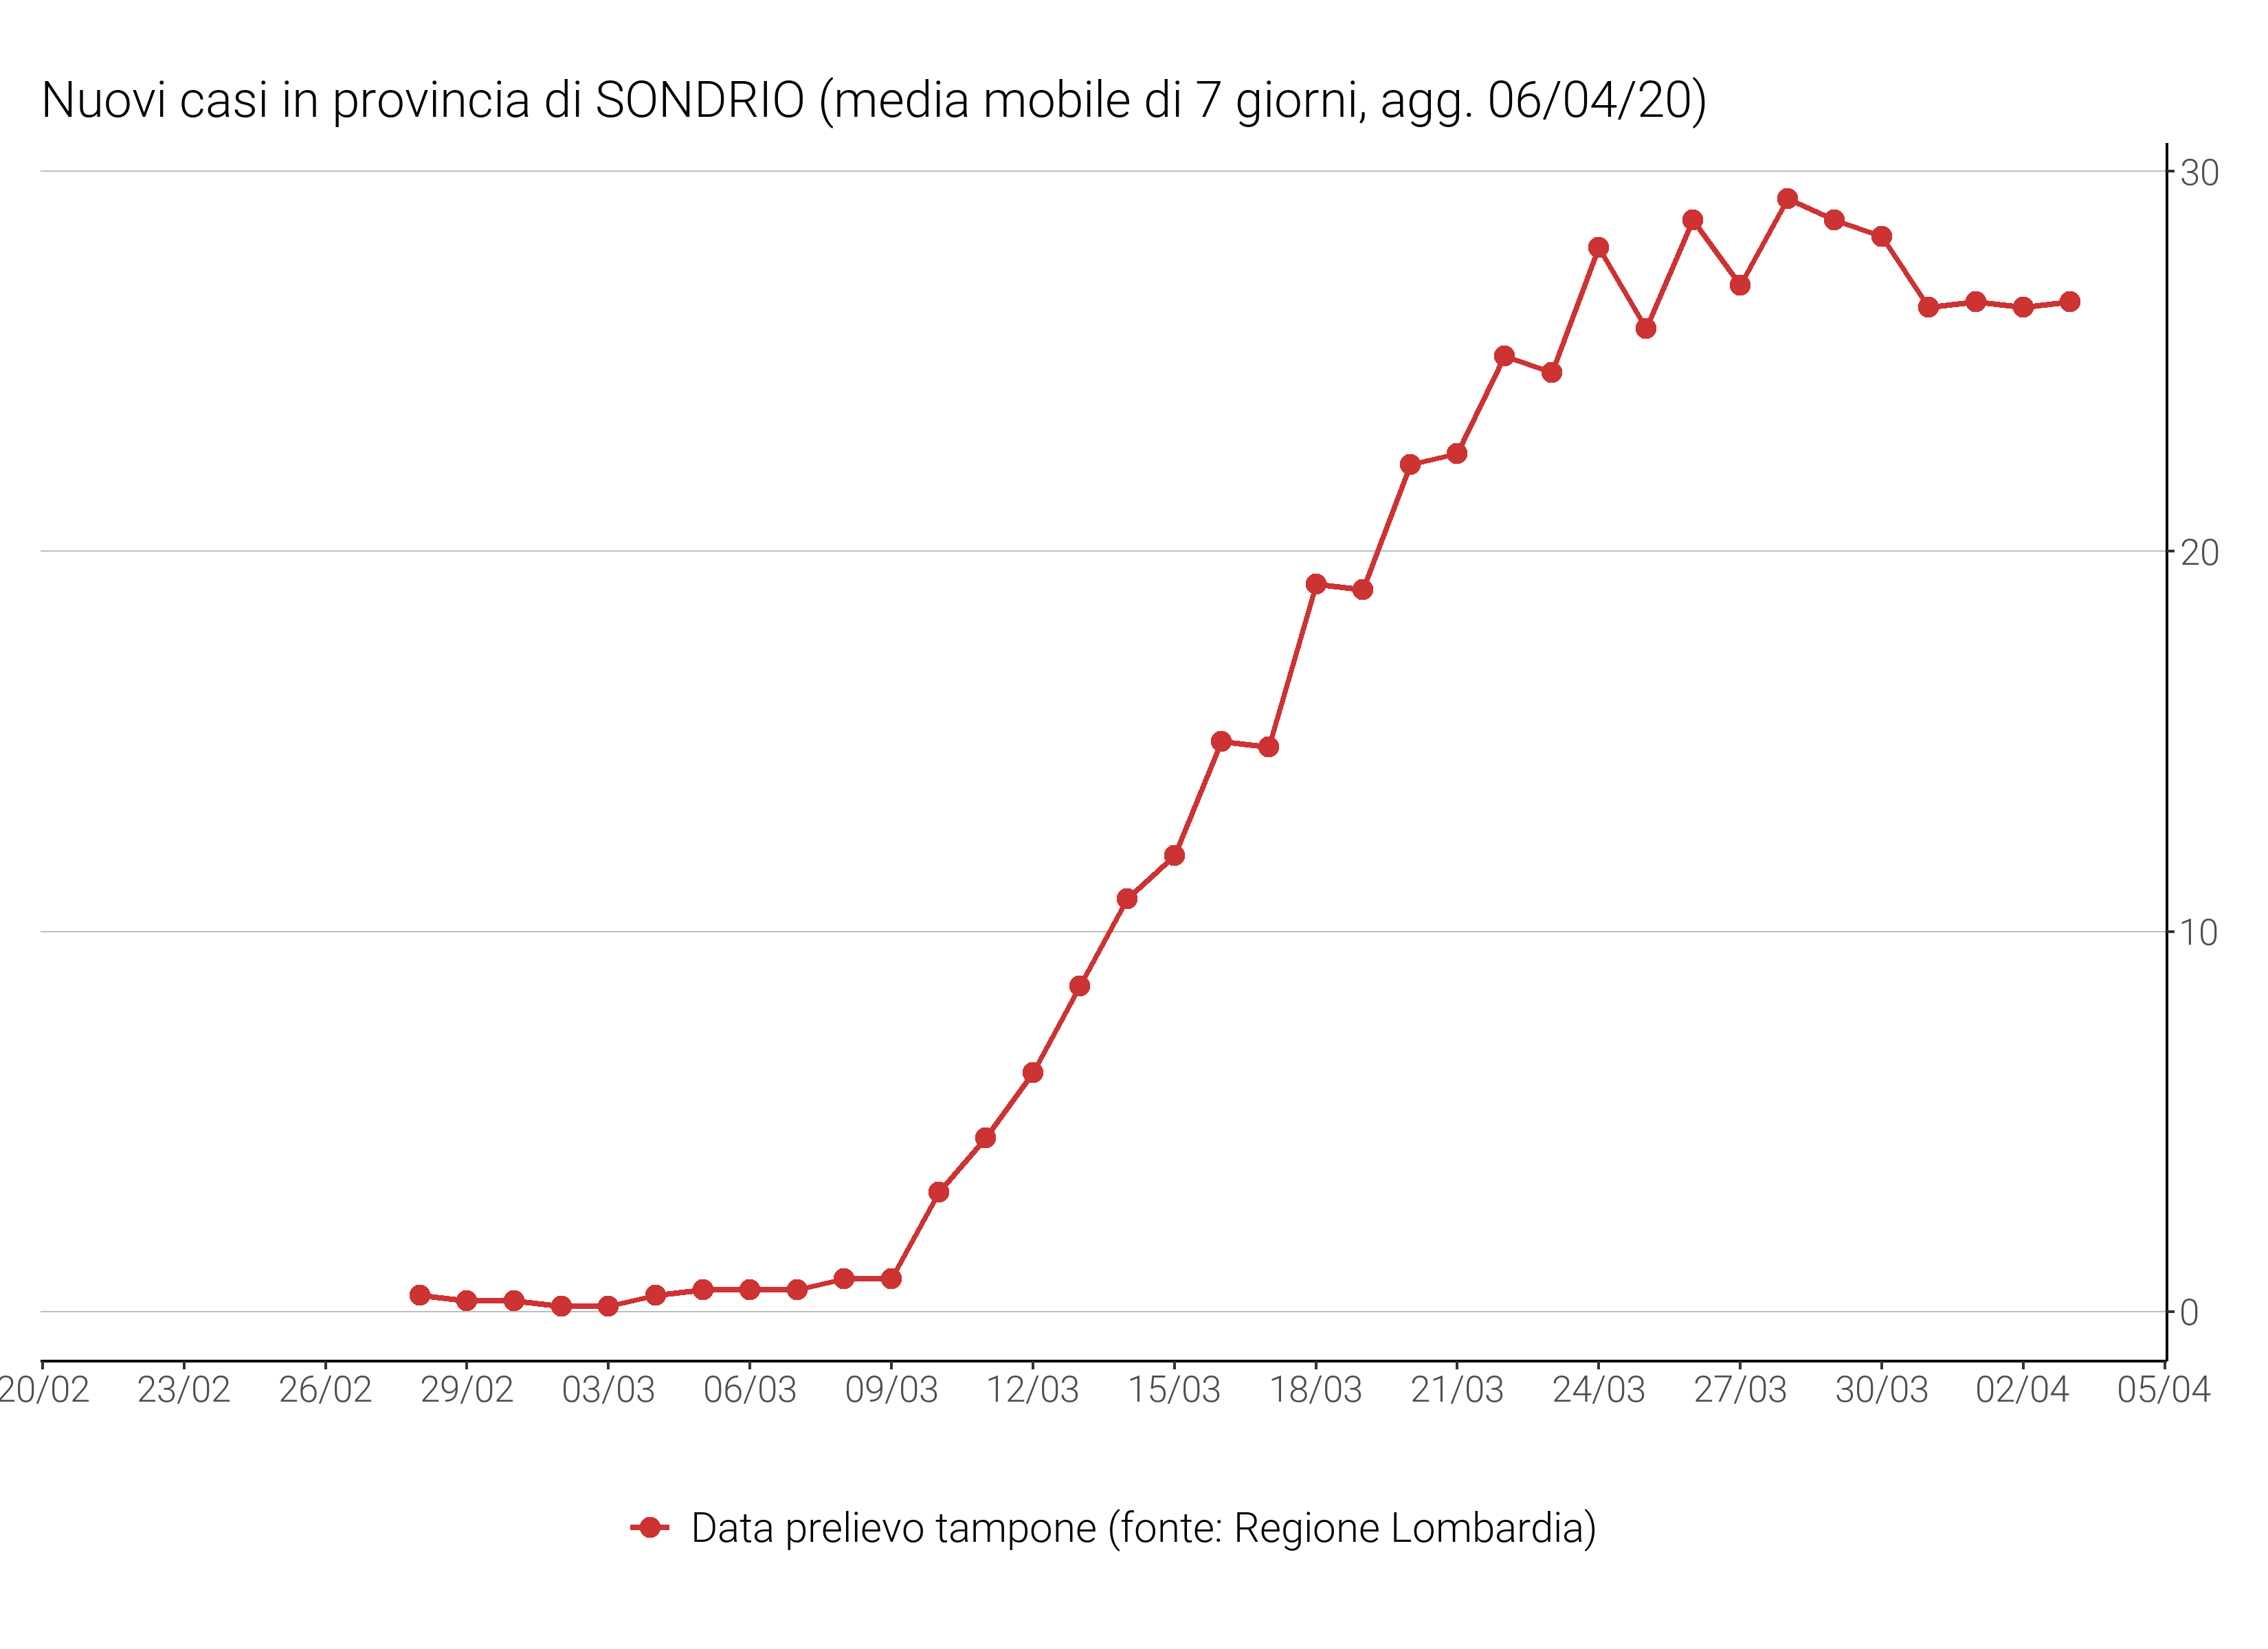 Nuovi casi in provincia di SONDRIO (media mobile di 7 giorni, agg. 06/04/20)
30
20
10
0
20/02 23/02 26/02 29/02 03/03 06/03 09/03 12/03 15/03 18/03 21/03 24/03 27/03 30/03 02/04 05/04
Data prelievo tampone (fonte: Regione Lombardia)